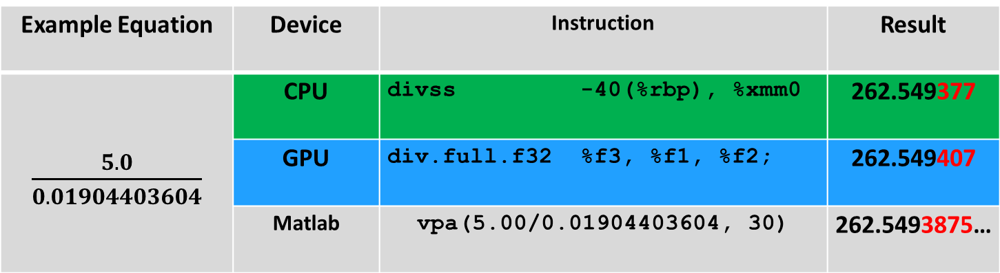 Example Equation Device Instruction Result
CPU divss -40(%rbp), %xmm0 262.549377
GPU div.full.f32 %f3, %f1, %f2; 262.549407
5.0
0.01904403604
Matlab vpa(5.00/0.01904403604, 30) 262.5493875…